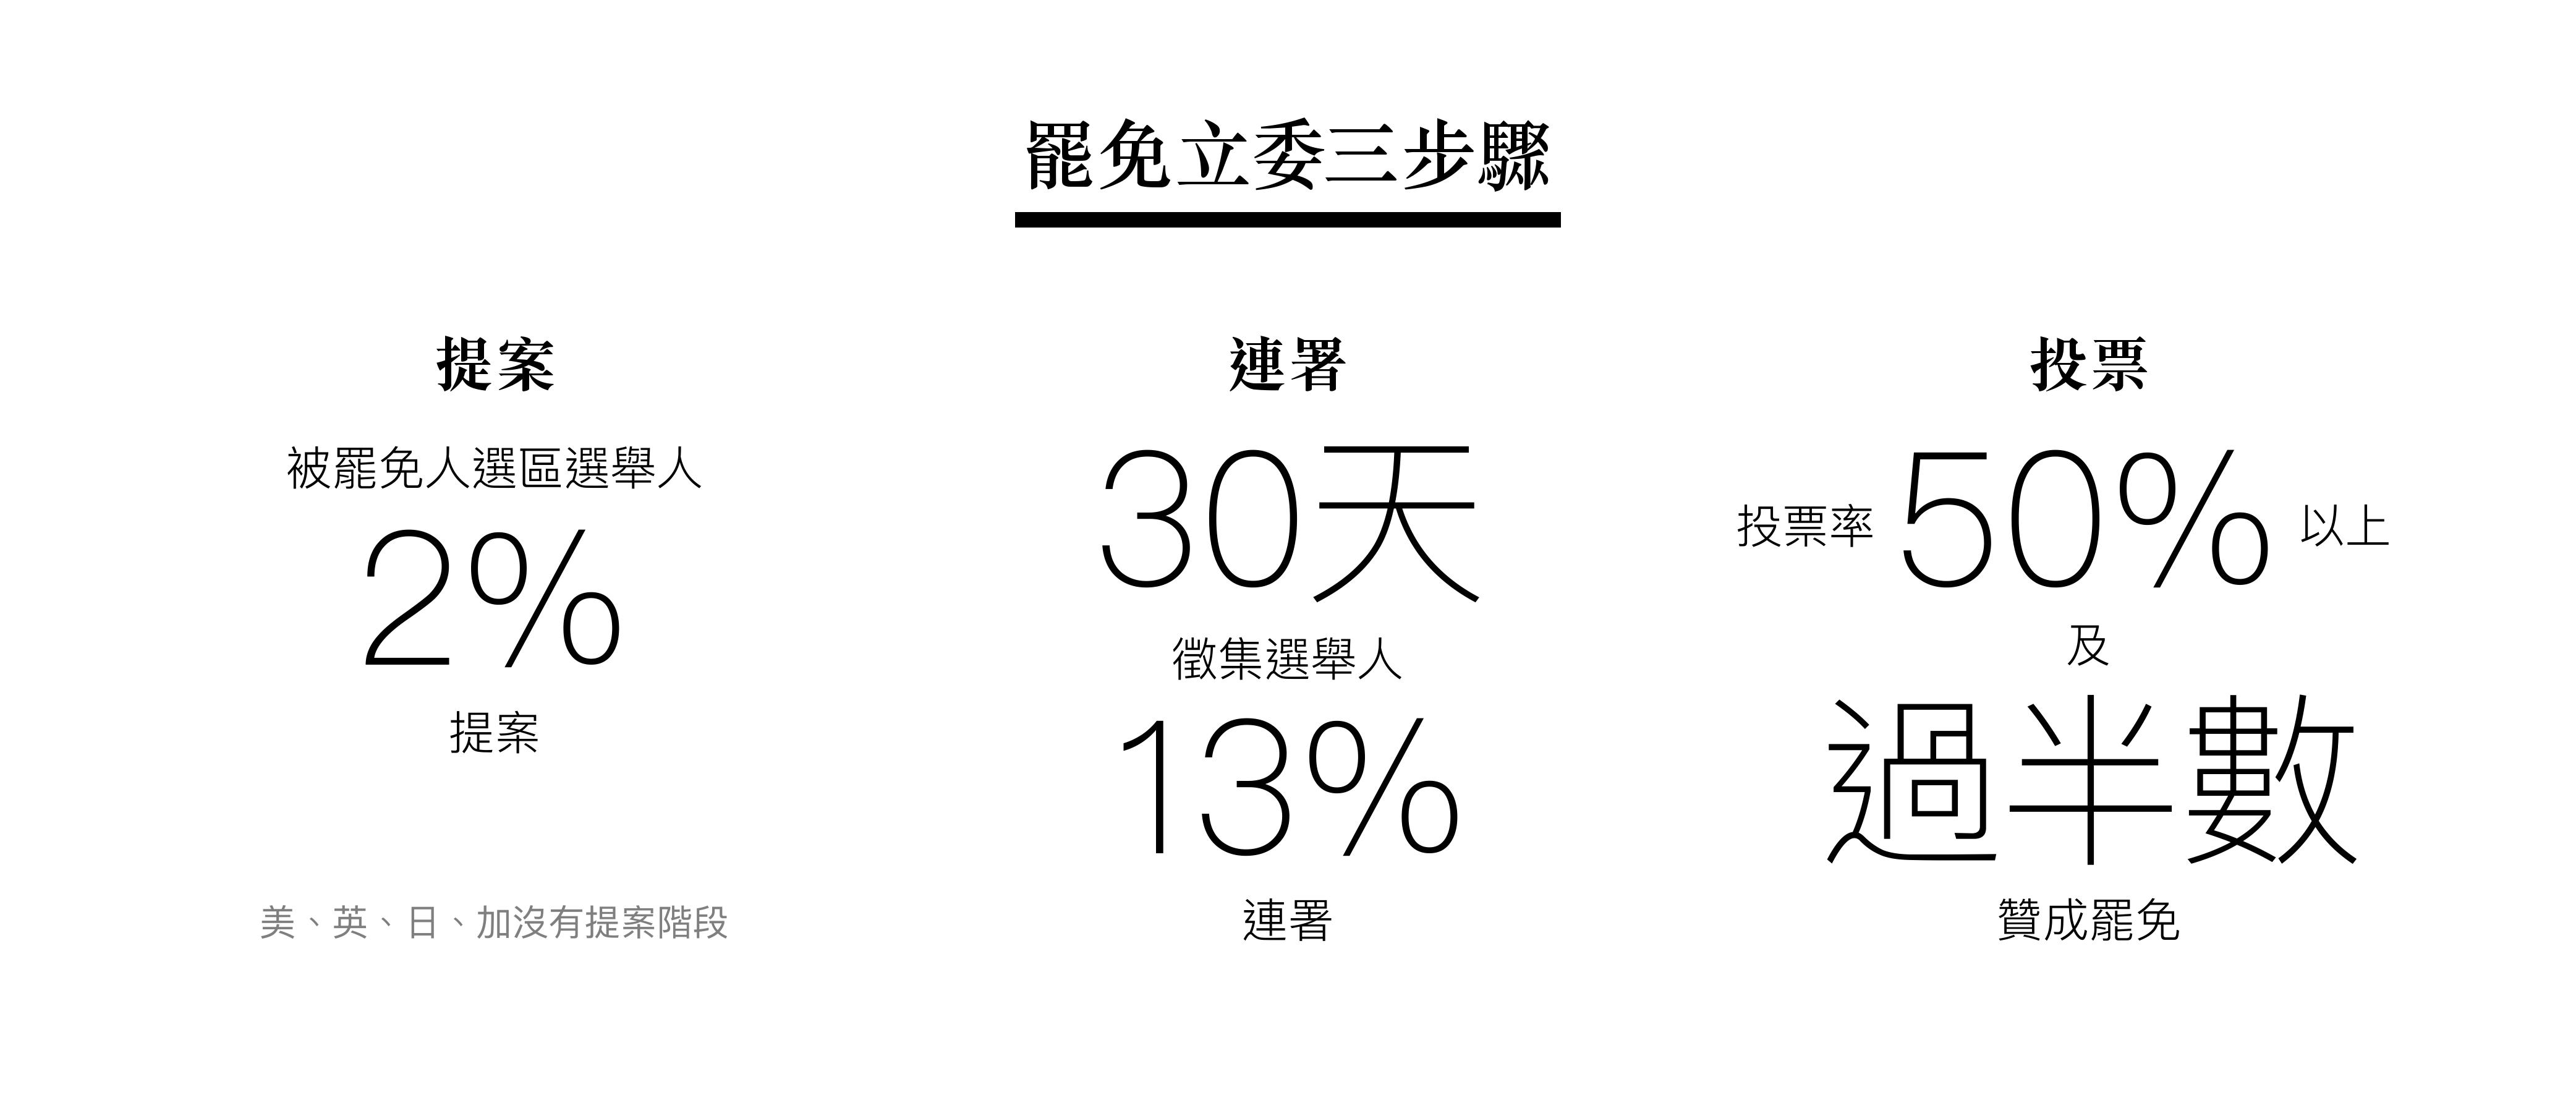 罷免立委三步驟
提案
被罷免人選區選舉人
2%
提案
美、英、日、加沒有提案階段
連署
30天
徵集選舉人
13%
連署
投票
投票率 50% 以上
及
過半數
贊成罷免